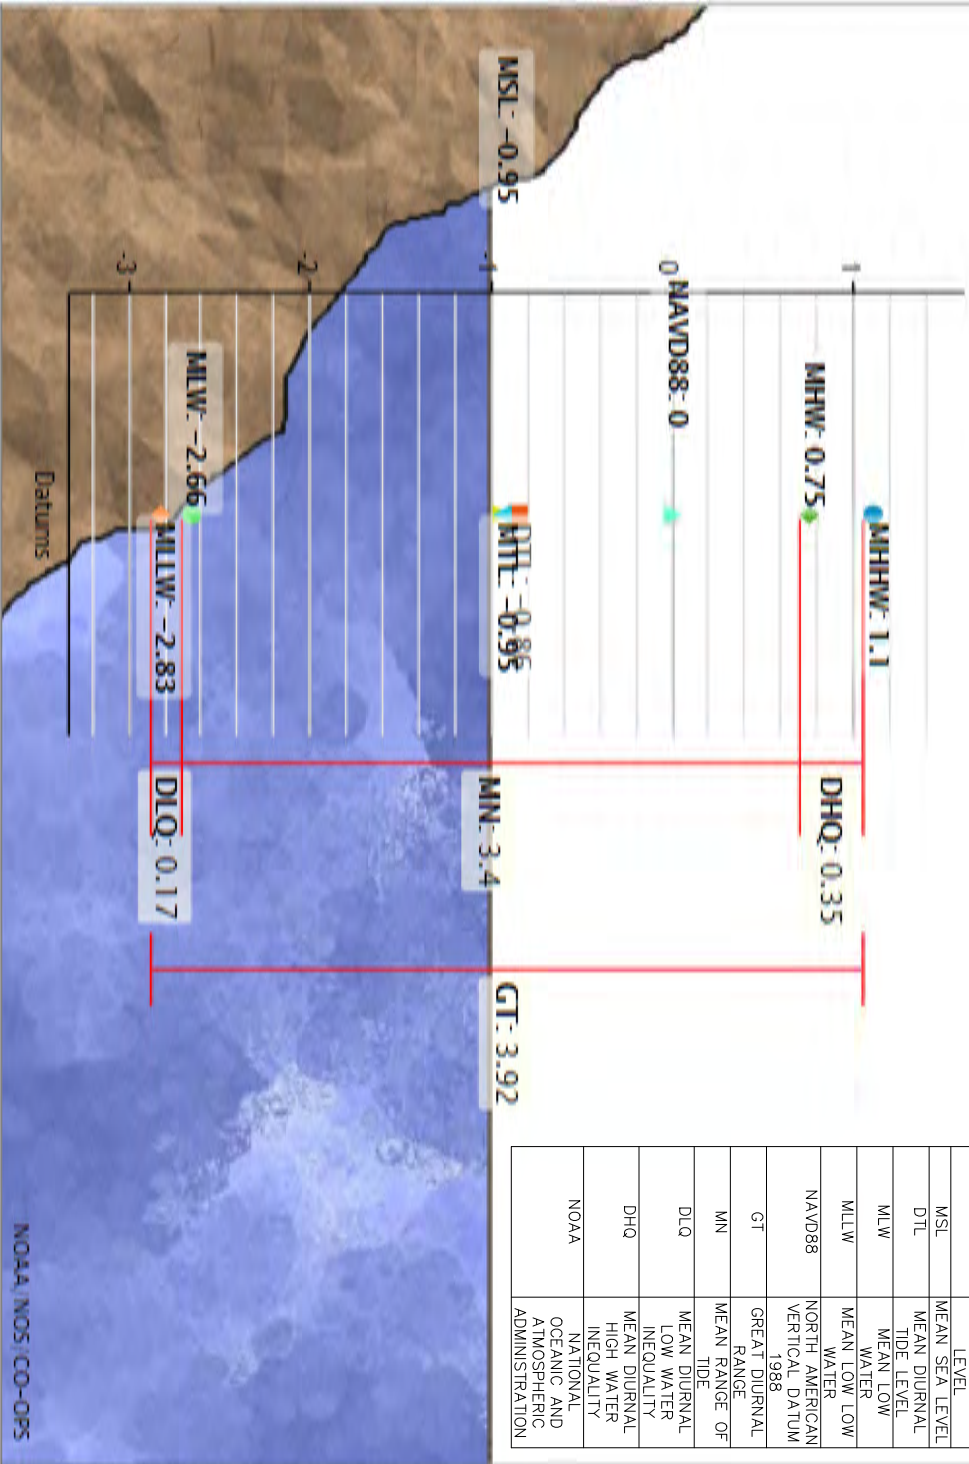 MHHW: 1.1
1
MHW: 0.75
DHQ: 0.35
0
NAVD88: 0
DTL: -0.86
MTL: -0.95
MSL: -0.95
-1
MN: 3.4
GT: 3.92
-2
MLW: -2.66
MLLW: -2.83
DLQ: 0.17
-3
Datums
NOAA/NOS/CO-OPS
LEVEL
MSL MEAN SEA LEVEL
DTL MEAN DIURNAL
TIDE LEVEL
MLW MEAN LOW
WATER
MLLW MEAN LOW LOW
WATER
NAVD88 NORTH AMERICAN
VERTICAL DATUM
1988
GT GREAT DIURNAL
RANGE
MN MEAN RANGE OF
TIDE
DLQ MEAN DIURNAL
LOW WATER
INEQUALITY
DHQ MEAN DIURNAL
HIGH WATER
INEQUALITY
NOAA NATIONAL
OCEANIC AND
ATMOSPHERIC
ADMINISTRATION